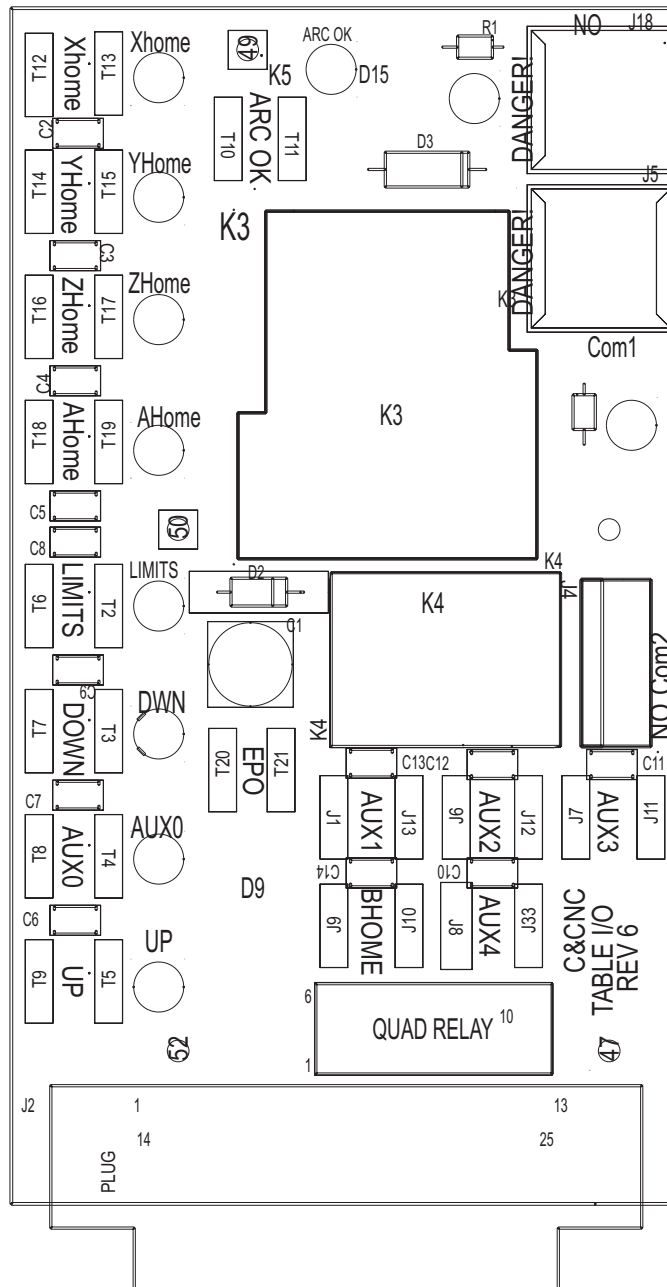 NO J18
T12 Xhome T13 Xhome
49
ARC OK
K5 D15
R1
DANGER!
C2
T10 ARC OK T11
D3
T14 YHome T15 YHome
J5
K3
C3
T16 ZHome T17 ZHome
DANGER!
K3
Com1
C4
T18 AHome T19 AHome
K3
C5
50
C8
T6 LIMITS T2 LIMITS
D2
K4
K4
J4
C1
C9
T7 DOWN T3 DWN
K4
NO Com2
T20 EPO T21
C13 C12 C11
C7
J1 AUX1 J13
J6 AUX2 J12
J7 AUX3 J11
T8 AUX0 T4 AUX0
C14 C10
D9
J9 BHOME J10
J8 AUX4 J33
C&CNC
TABLE I/O
REV 6
C6
T9 UP T5 UP
6
QUAD RELAY 10
1
52 47
J2 1 13
14 25
PLUG